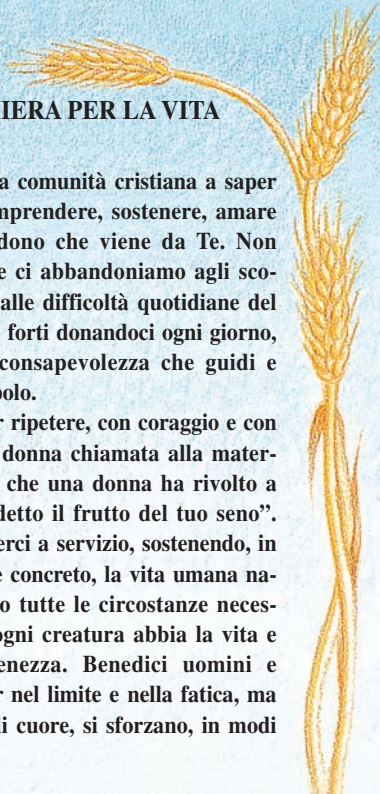 IERA PER LA VITA
a comunità cristiana a saper
mprendere, sostenere, amare
dono che viene da Te. Non
e ci abbandoniamo agli sco-
alle difficoltà quotidiane del
forti donandoci ogni giorno,
consapevolezza che guidi e
polo.
r ripetere, con coraggio e con
donna chiamata alla mater-
che una donna ha rivolto a
detto il frutto del tuo seno”.
erci a servizio, sostenendo, in
e concreto, la vita umana na-
o tutte le circostanze neces-
ogni creatura abbia la vita e
enezza. Benedici uomini e
r nel limite e nella fatica, ma
di cuore, si sforzano, in modi